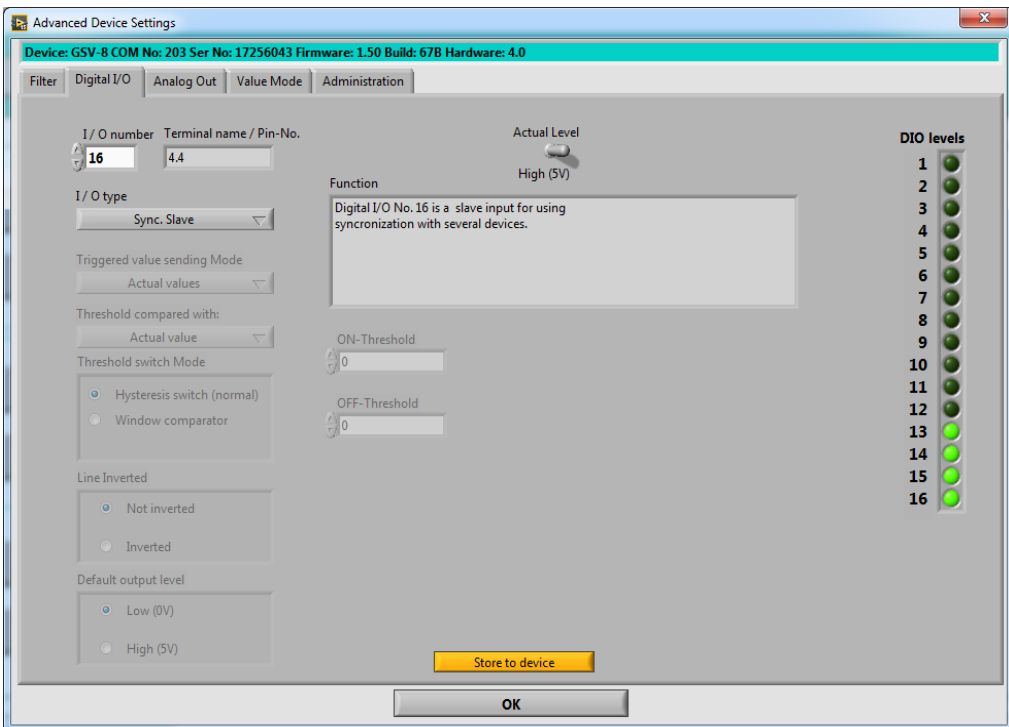 Advanced Device Settings
X
Device: GSV-8 COM No: 203 Ser No: 17256043 Firmware: 1.50 Build: 67B Hardware: 4.0
Filter Digital I/O Analog Out Value Mode Administration
I / O number Terminal name / Pin-No.
16 4.4
I / O type
Sync. Slave
Triggered value sending Mode
Actual values
Threshold compared with:
Actual value
Threshold switch Mode
Hysteresis switch (normal)
Window comparator
Line Inverted
Not inverted
Inverted
Default output level
Low (0V)
High (5V)
Actual Level
High (5V)
Function
Digital I/O No. 16 is a  slave input for using
syncronization with several devices.
ON-Threshold
0
OFF-Threshold
0
DIO levels
1
2
3
4
5
6
7
8
9
10
11
12
13
14
15
16
Store to device
OK